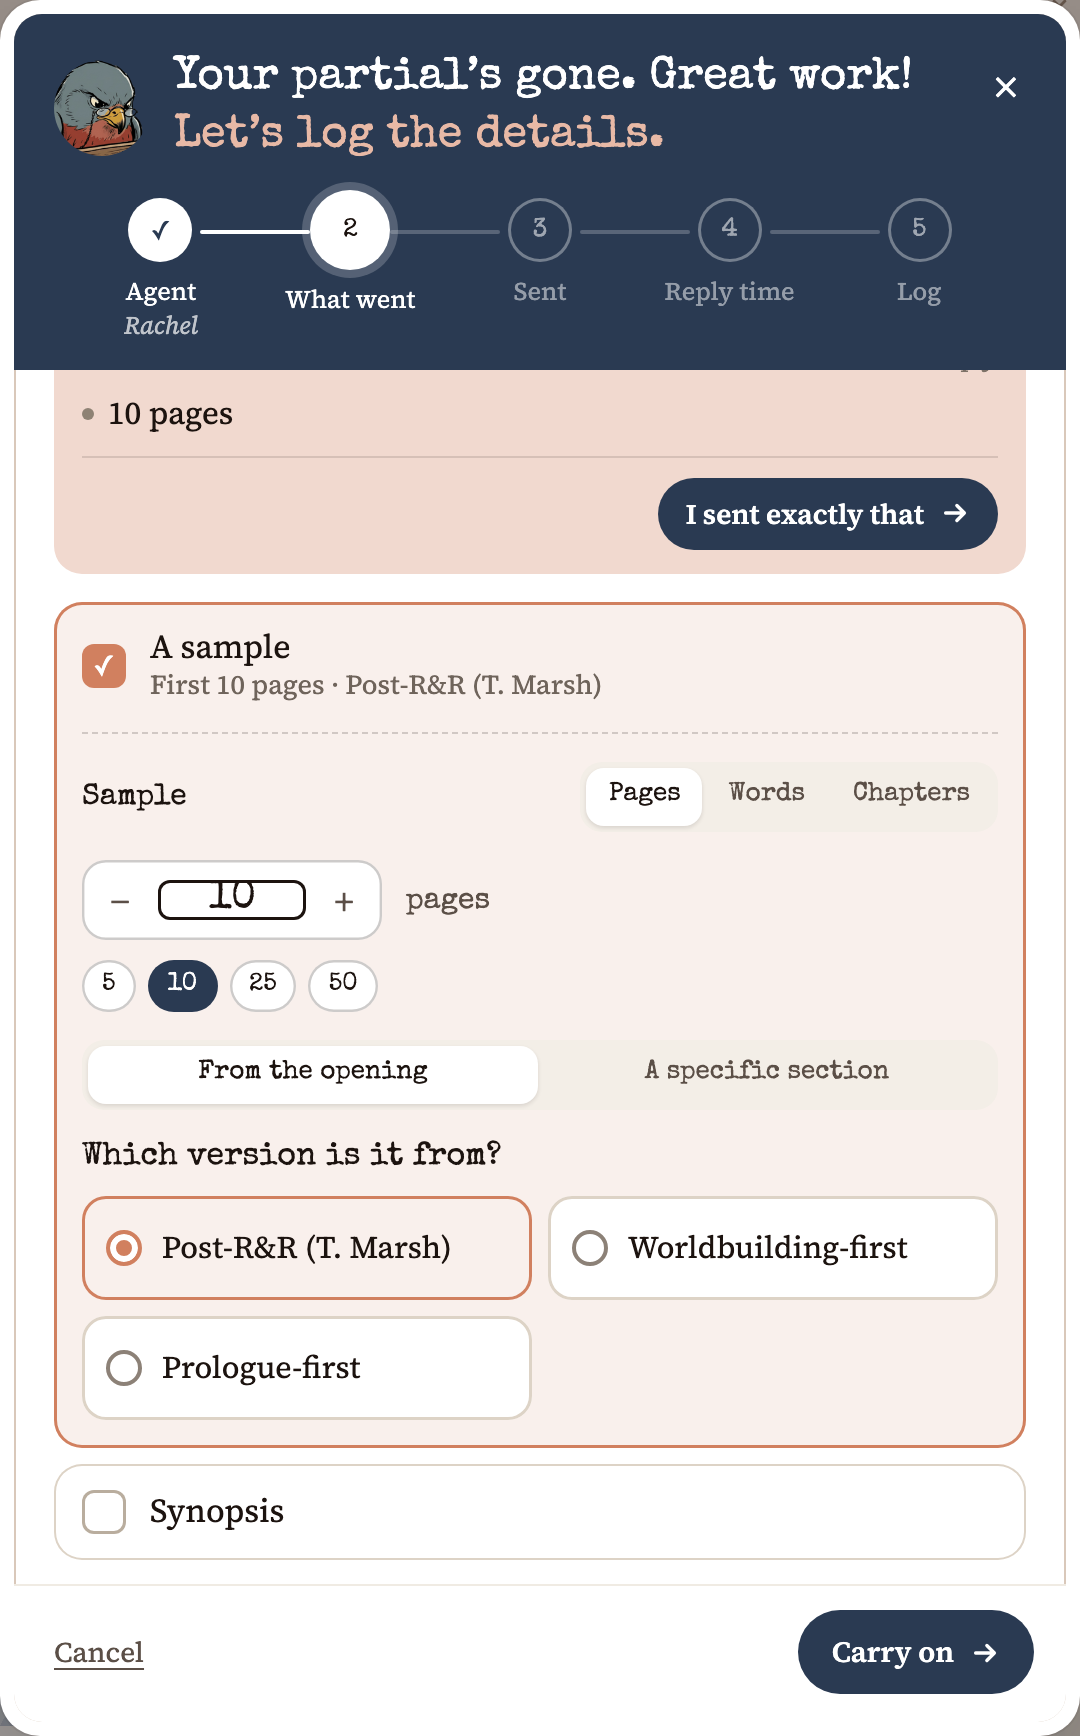 Your partial’s gone. Great work!
Let’s log the details.
✓
2
3
4
5
Agent
What went
Sent
Reply time
Log
Rachel
10 pages
I sent exactly that →
A sample
First 10 pages · Post-R&R (T. Marsh)
Sample
Pages
Words
Chapters
− 10 + pages
5
10
25
50
From the opening
A specific section
Which version is it from?
Post-R&R (T. Marsh)
Worldbuilding-first
Prologue-first
Synopsis
Cancel
Carry on →